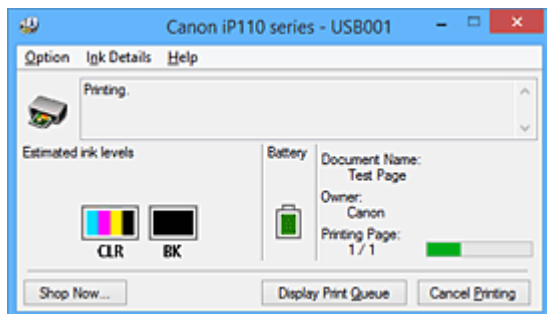 Canon iP110 series - USB001
Option Ink Details Help
Printing.
Estimated ink levels
CLR BK
Battery
Document Name:
Test Page
Owner:
Canon
Printing Page:
1 / 1
Shop Now... Display Print Queue Cancel Printing